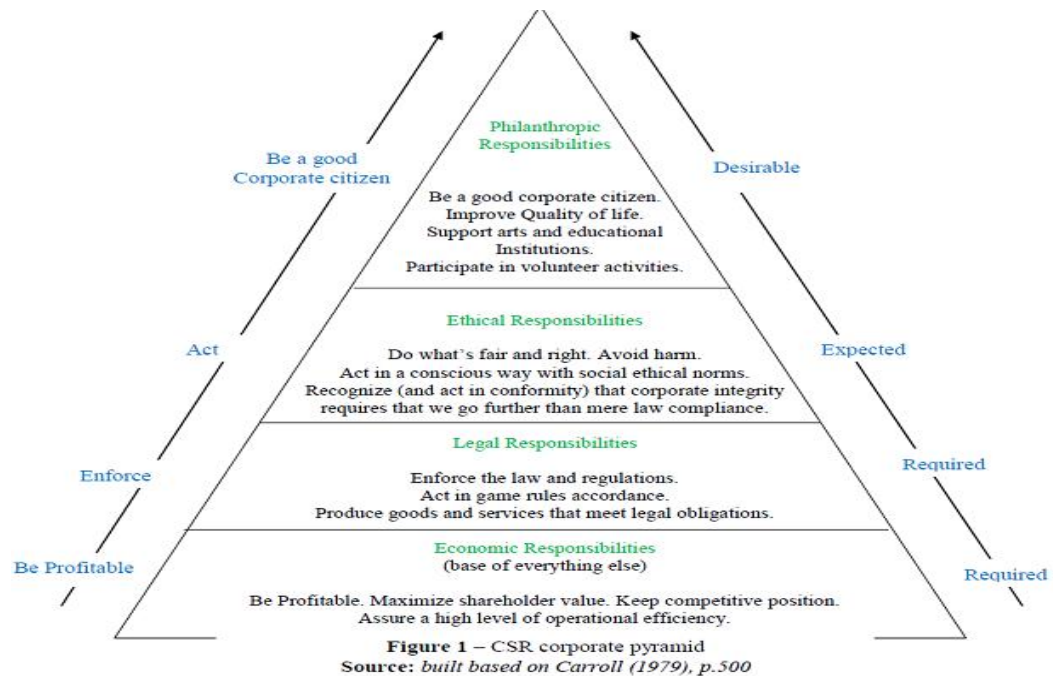 Philanthropic
Responsibilities
Be a good
Corporate citizen
Desirable
Be a good corporate citizen.
Improve Quality of life.
Support arts and educational
Institutions.
Participate in volunteer activities.
Ethical Responsibilities
Act
Expected
Do what's fair and right. Avoid harm.
Act in a conscious way with social ethical norms.
Recognize (and act in conformity) that corporate integrity
requires that we go further than mere law compliance.
Legal Responsibilities
Enforce
Required
Enforce the law and regulations.
Act in game rules accordance.
Produce goods and services that meet legal obligations.
Economic Responsibilities
(base of everything else)
Be Profitable
Required
Be Profitable. Maximize shareholder value. Keep competitive position.
Assure a high level of operational efficiency.
Figure 1 – CSR corporate pyramid
Source: built based on Carroll (1979), p.500